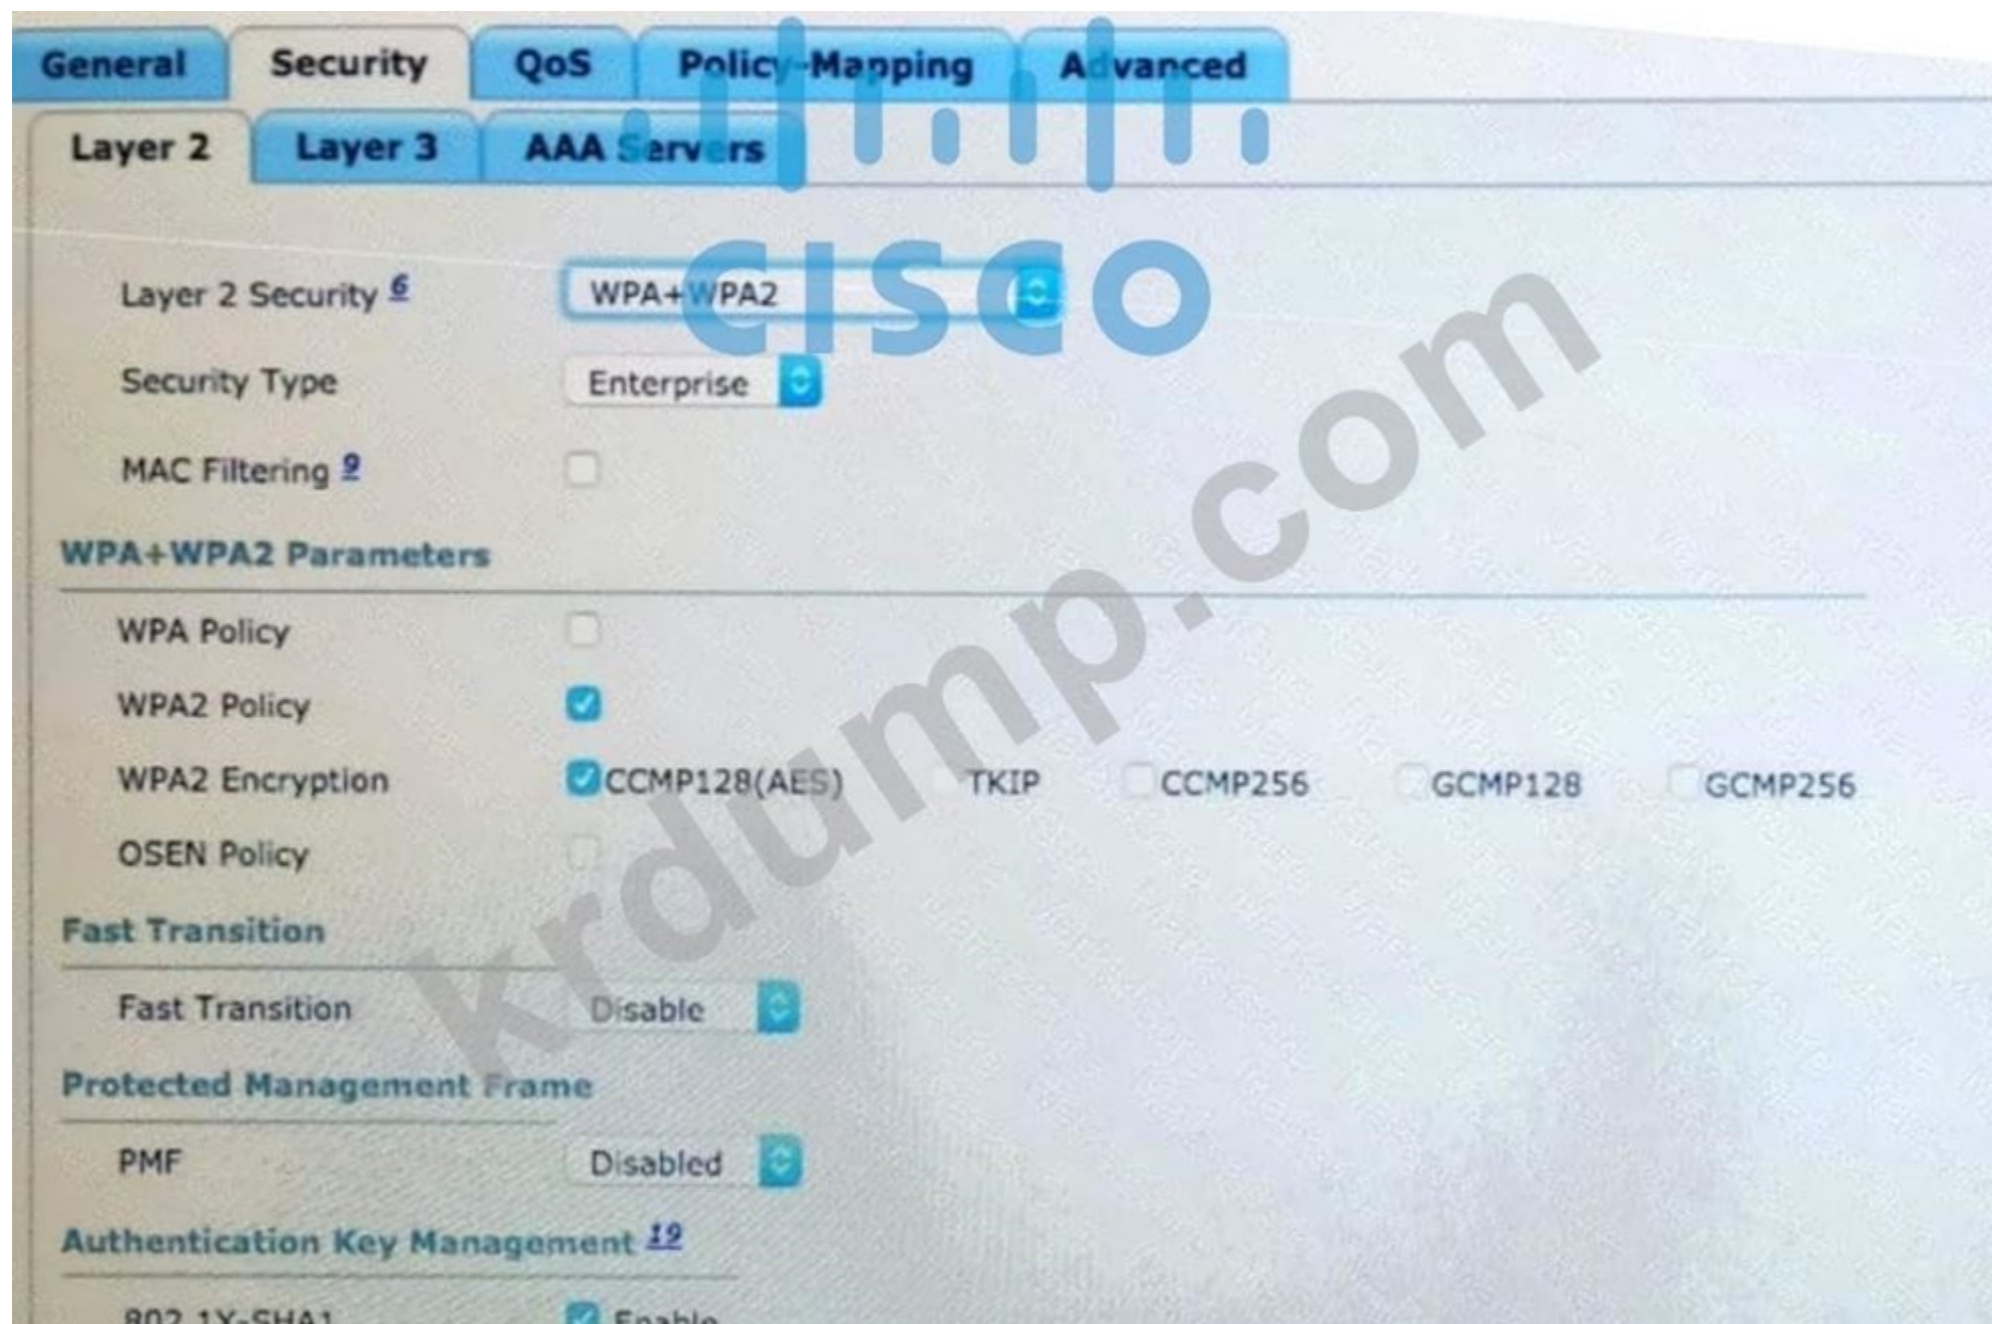 General Security QoS Policy-Mapping Advanced
Layer 2 Layer 3 AAA Servers
CISCO
Layer 2 Security 6 WPA+WPA2
Security Type Enterprise
MAC Filtering 9
WPA+WPA2 Parameters
WPA Policy
WPA2 Policy
WPA2 Encryption CCMP128(AES) TKIP CCMP256 GCMP128 GCMP256
OSEN Policy
Fast Transition
Fast Transition Disable
Protected Management Frame
PMF Disabled
Authentication Key Management 19
802.1X-SHA1 Enable
krdump.com